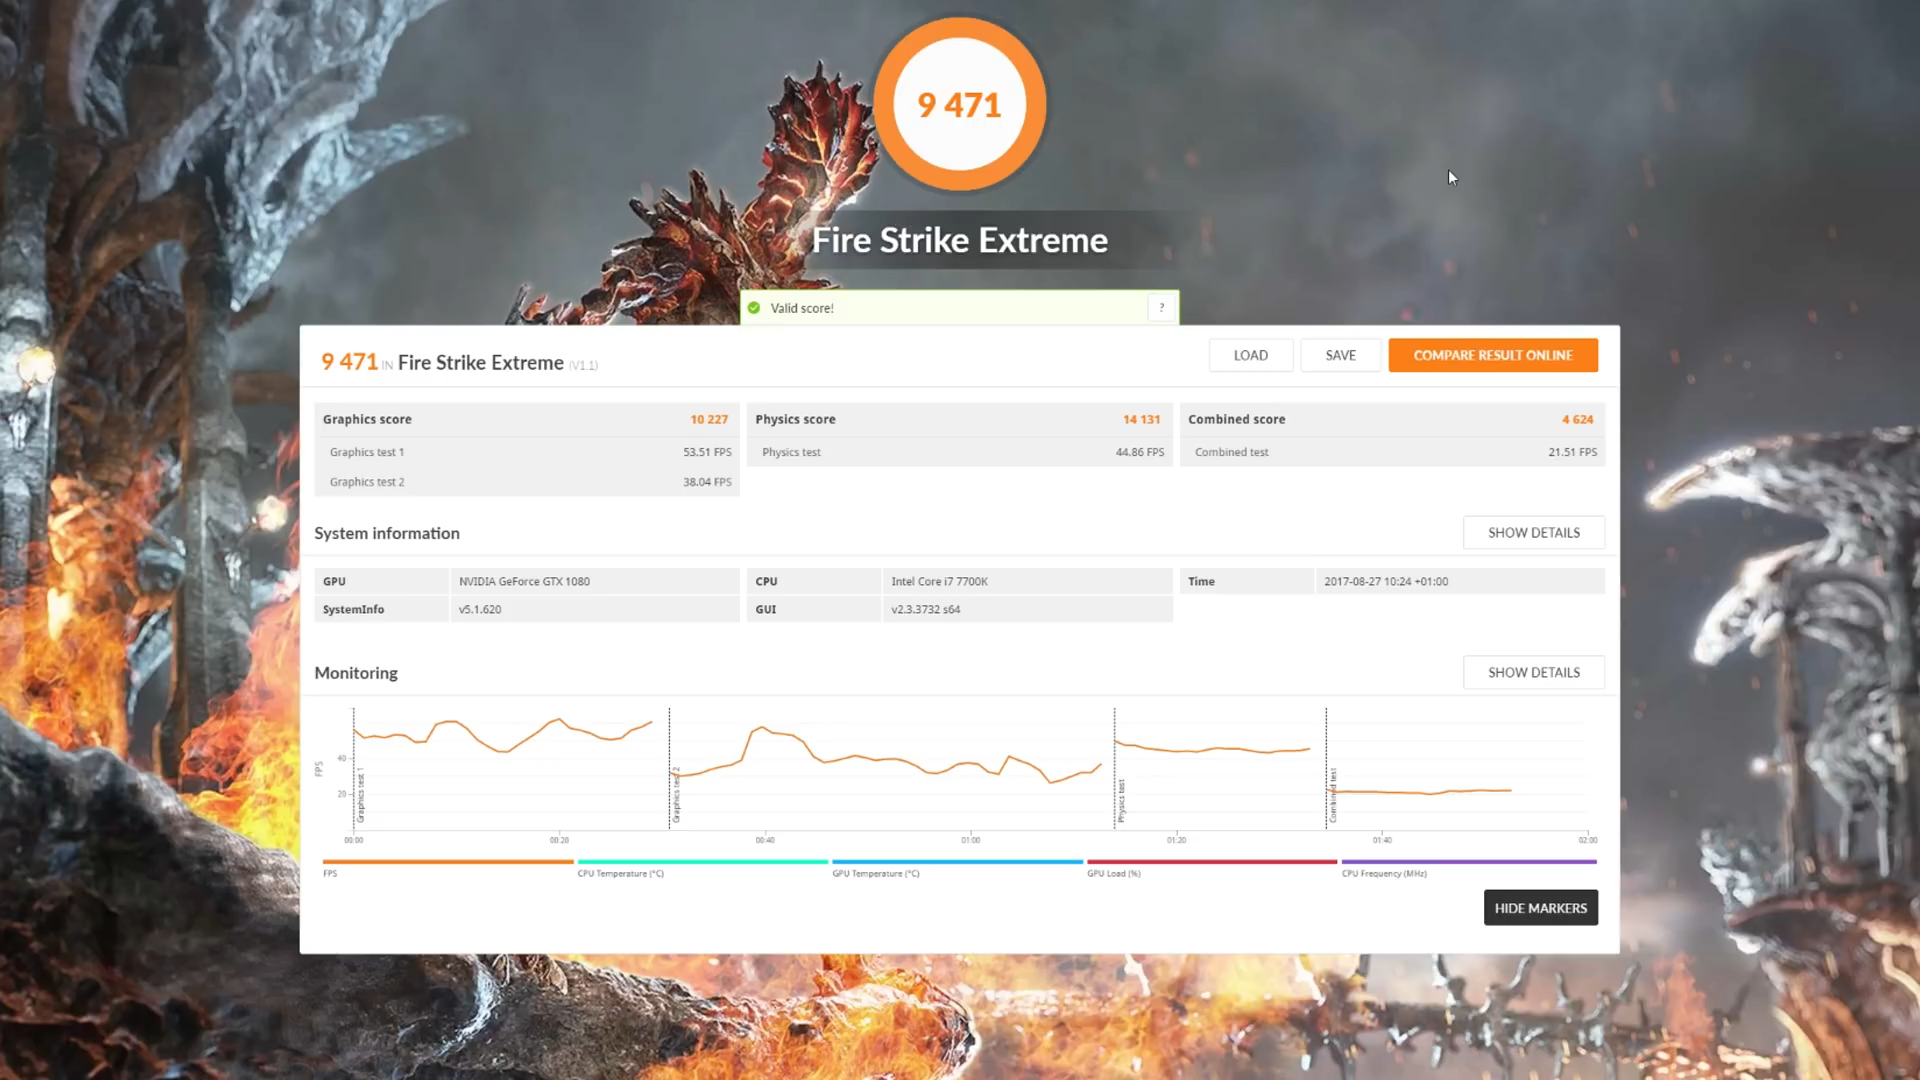 9 471
Fire Strike Extreme
Valid score!
?
9 471 IN Fire Strike Extreme (V1.1)
LOAD
SAVE
COMPARE RESULT ONLINE
Graphics score 10 227
Graphics test 1 53.51 FPS
Graphics test 2 38.04 FPS
Physics score 14 131
Physics test 44.86 FPS
Combined score 4 624
Combined test 21.51 FPS
System information
SHOW DETAILS
GPU NVIDIA GeForce GTX 1080
SystemInfo v5.1.620
CPU Intel Core i7 7700K
GUI v2.3.3732 s64
Time 2017-08-27 10:24 +01:00
Monitoring
SHOW DETAILS
FPS
40
20
Graphics test 1
Graphics test 2
Physics test
Combined test
00:00 00:20 00:40 01:00 01:20 01:40 02:00
FPS CPU Temperature (°C) GPU Temperature (°C) GPU Load (%) CPU Frequency (MHz)
HIDE MARKERS